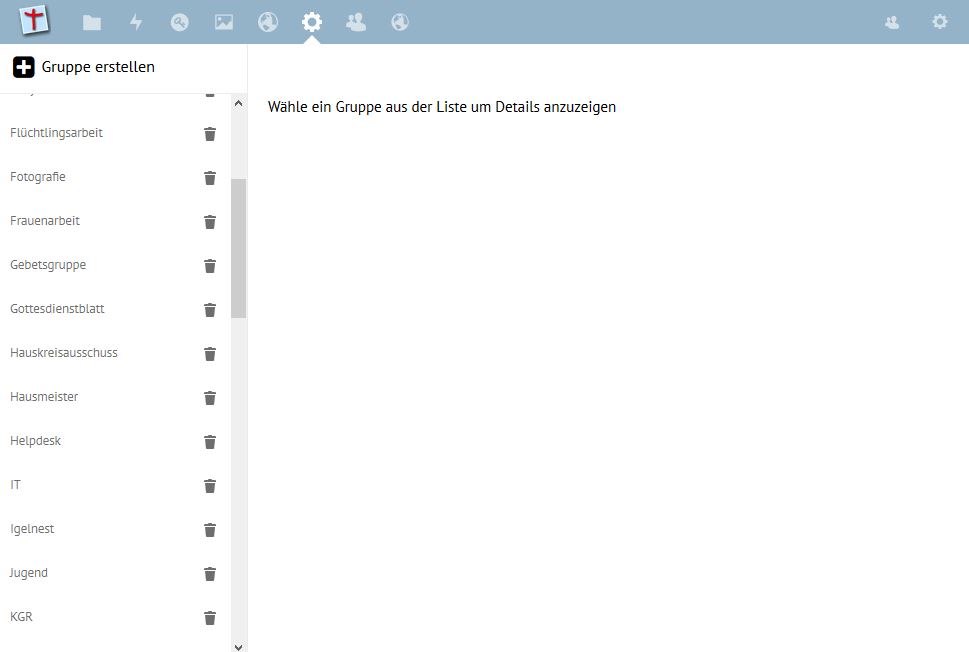 Gruppe erstellen
Wähle ein Gruppe aus der Liste um Details anzuzeigen
Flüchtlingsarbeit
Fotografie
Frauenarbeit
Gebetsgruppe
Gottesdienstblatt
Hauskreisausschuss
Hausmeister
Helpdesk
IT
Igelnest
Jugend
KGR